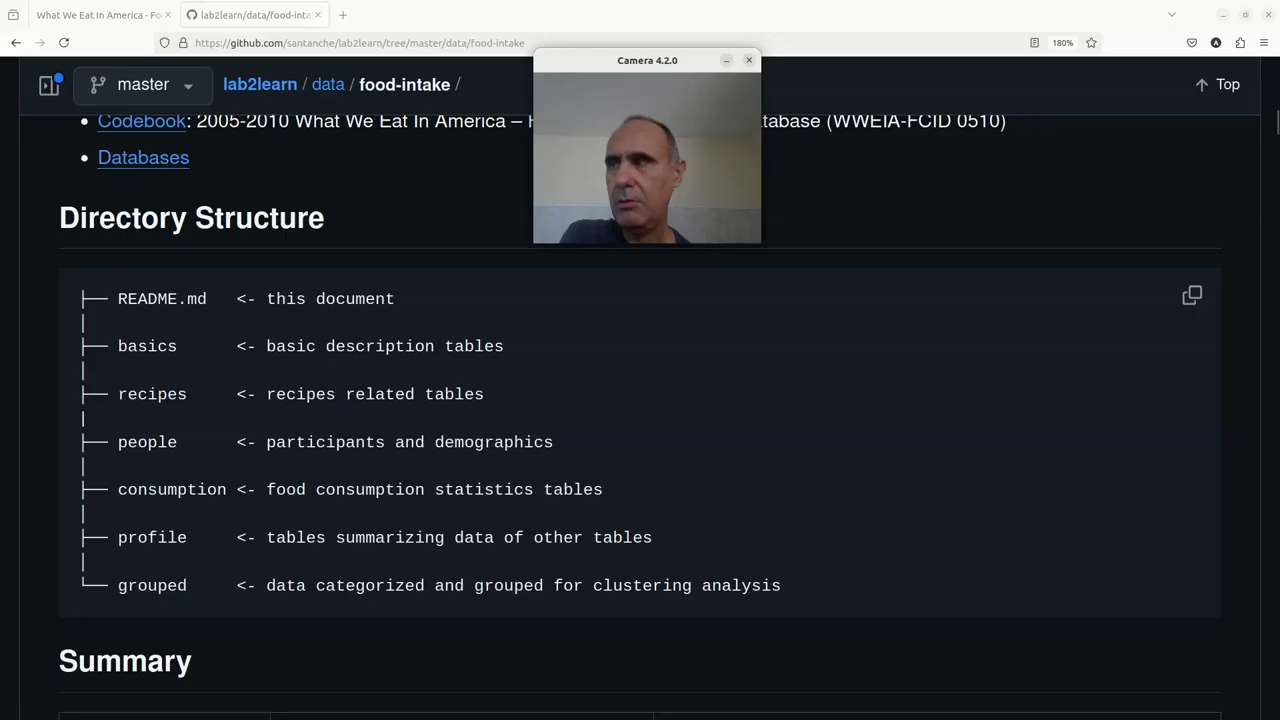 What We Eat In America - Fo
lab2learn/data/food-inta
https://github.com/santanche/lab2learn/tree/master/data/food-intake
180%
Camera 4.2.0
master
lab2learn / data / food-intake /
Top
Codebook: 2005-2010 What We Eat In America – F
tabase (WWEIA-FCID 0510)
Databases
Directory Structure
├── README.md <- this document
├── basics <- basic description tables
├── recipes <- recipes related tables
├── people <- participants and demographics
├── consumption <- food consumption statistics tables
├── profile <- tables summarizing data of other tables
└── grouped <- data categorized and grouped for clustering analysis
Summary